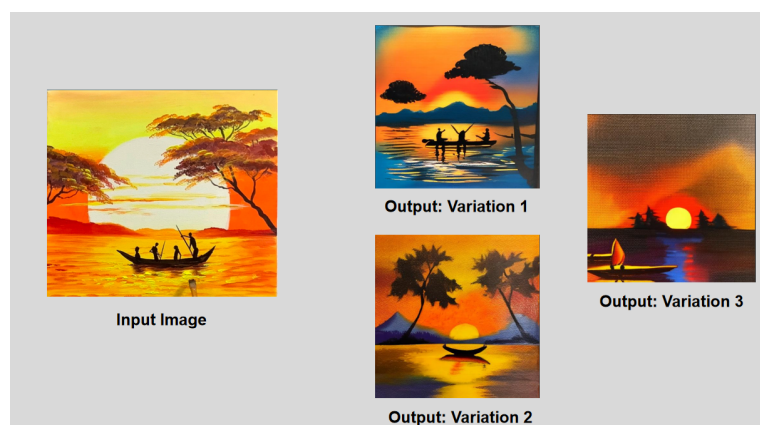 Input Image
Output: Variation 1
Output: Variation 2
Output: Variation 3